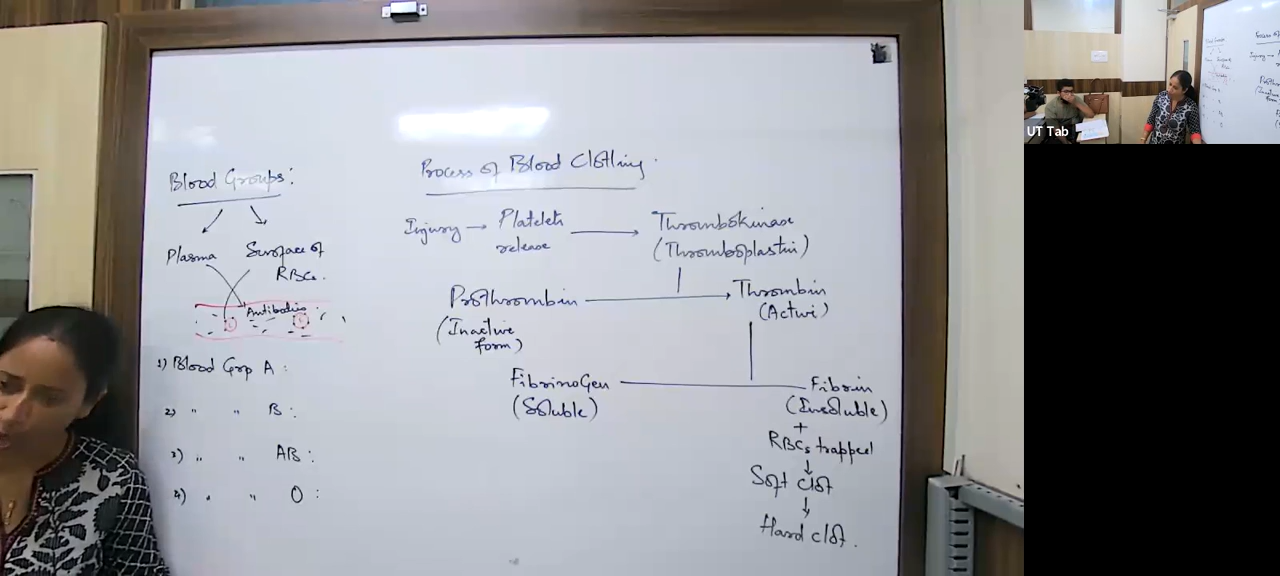 Blood Groups:
Plasma
Surface of
RBCs.
Antibodies
1) Blood Grp A :
2) " " B :
3) " " AB :
4) " " O :
Process of Blood Clotting.
Injury → Platelets
release → Thrombokinase
(Thromboplastin)
Prothrombin → Thrombin
(Inactive
form)
(Active)
FibrinoGen — Fibrin
(Soluble)
(Insoluble)
+
RBCs trapped
↓
Soft Clot
↓
Hard clot.
UT Tab